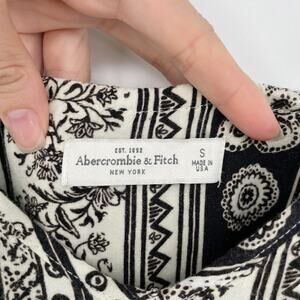 EST. 1892
Abercrombie & Fitch
NEW YORK
S
MADE IN
USA